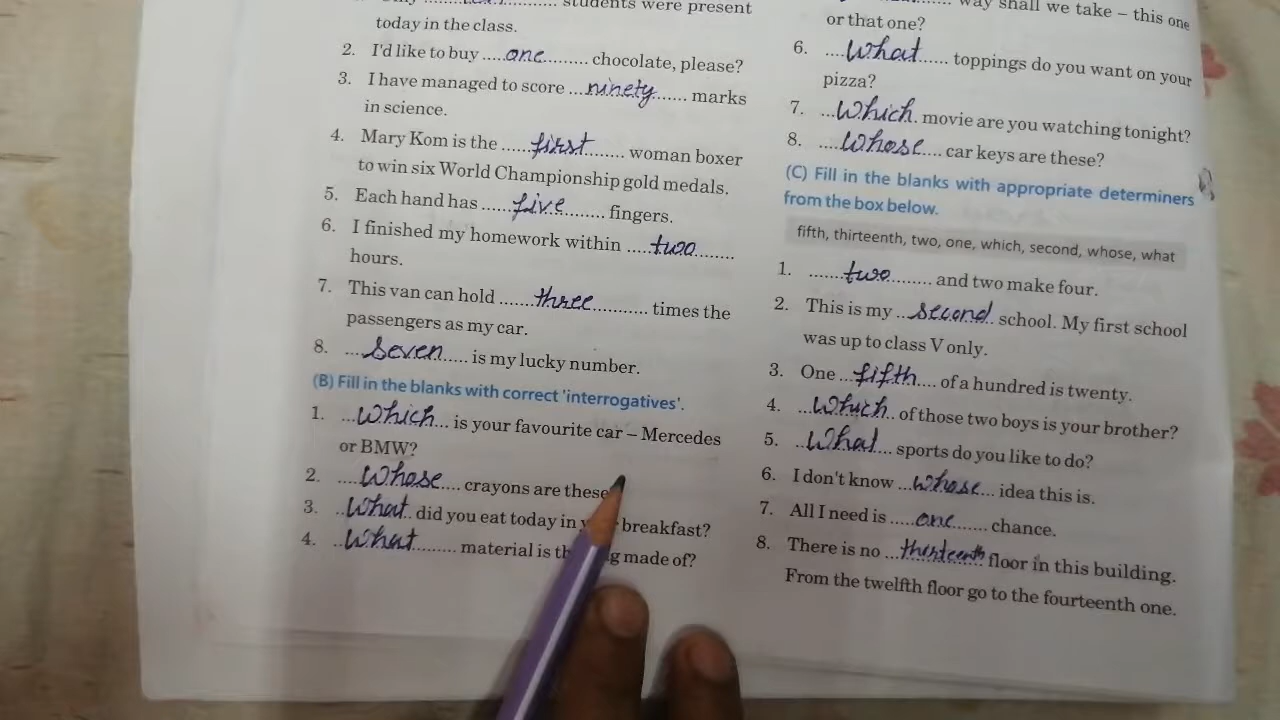 students were present
today in the class.
2. I'd like to buy .....one.......... chocolate, please?
3. I have managed to score ...ninety....... marks
in science.
4. Mary Kom is the ......first......... woman boxer
to win six World Championship gold medals.
5. Each hand has ......five......... fingers.
6. I finished my homework within ....two........
hours.
7. This van can hold .......three............ times the
passengers as my car.
8. ...seven..... is my lucky number.
(B) Fill in the blanks with correct 'interrogatives'.
1. ...Which... is your favourite car – Mercedes
or BMW?
2. ....Whose.... crayons are these
3. ..What.. did you eat today in breakfast?
4. ..What......... material is made of?
way shall we take – this one
or that one?
6. ....What...... toppings do you want on your
pizza?
7. ...Which. movie are you watching tonight?
8. ....Whose.... car keys are these?
(C) Fill in the blanks with appropriate determiners
from the box below.
fifth, thirteenth, two, one, which, second, whose, what
1. .......two......... and two make four.
2. This is my ...second.. school. My first school
was up to class V only.
3. One ...fifth.... of a hundred is twenty.
4. ...Which.. of those two boys is your brother?
5. ..What.... sports do you like to do?
6. I don't know ...whose... idea this is.
7. All I need is .....one....... chance.
8. There is no ...thirteenth floor in this building.
From the twelfth floor go to the fourteenth one.